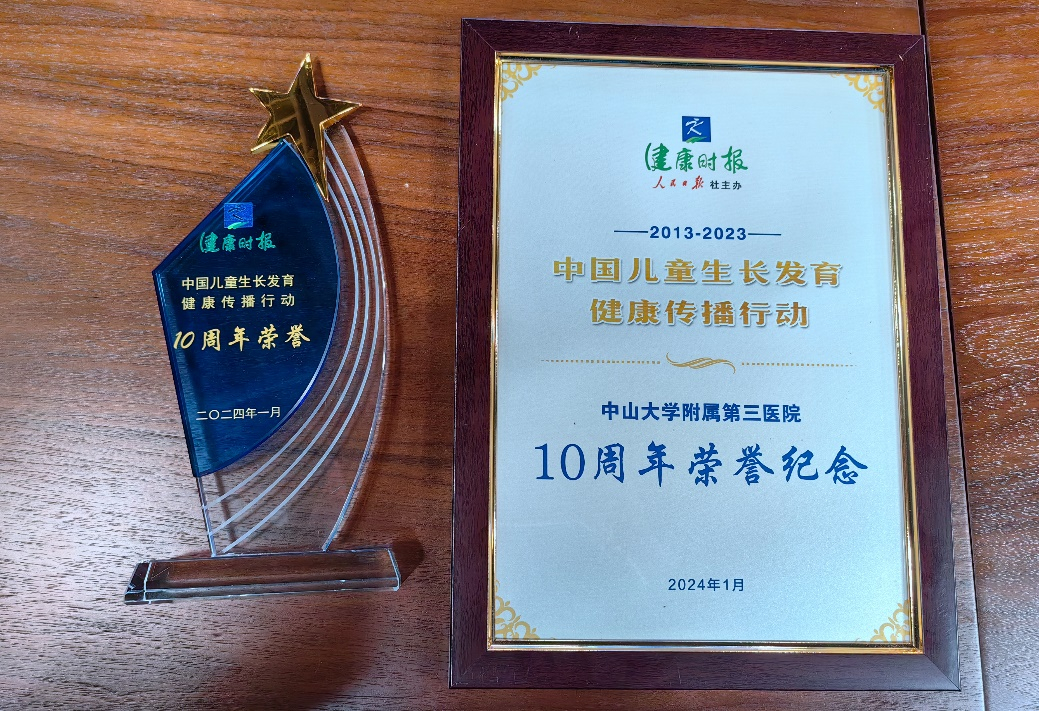 健康时报
中国儿童生长发育
健康传播行动
10周年荣誉
二〇二四年一月
健康时报
人民日报 社主办
2013-2023
中国儿童生长发育
健康传播行动
中山大学附属第三医院
10周年荣誉纪念
2024年1月